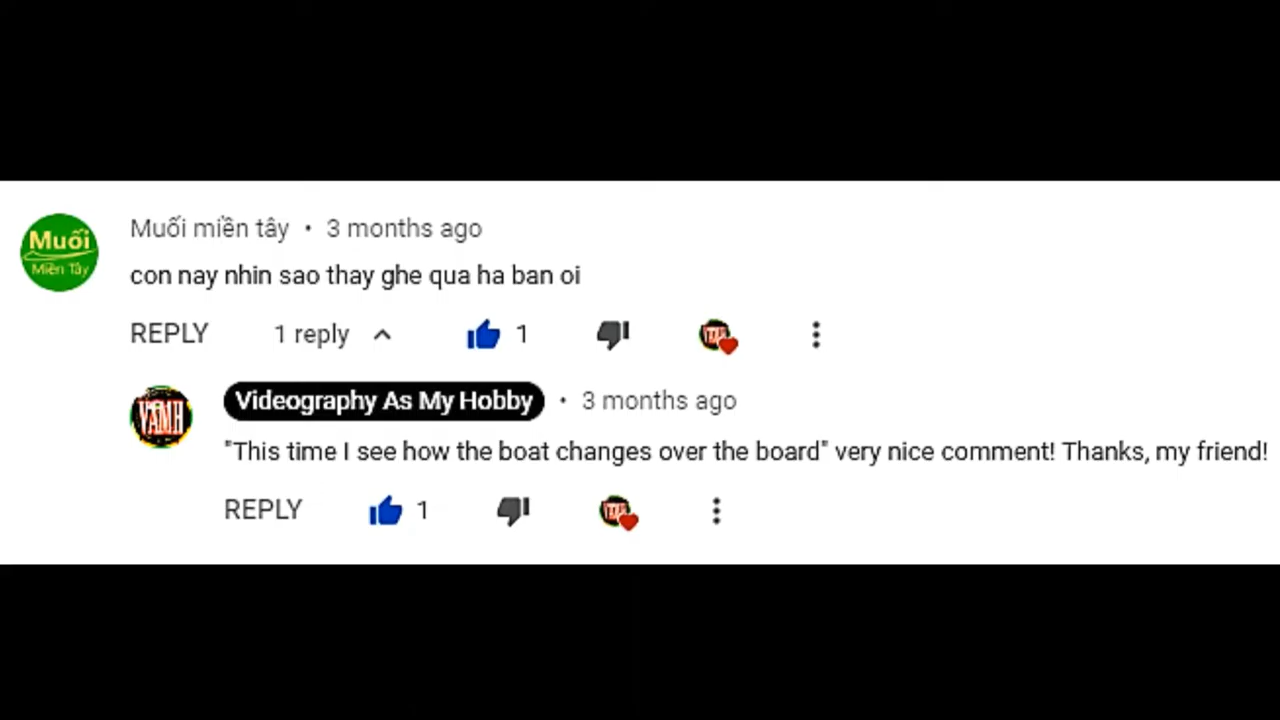 Muối miền tây • 3 months ago
Muối
Miền Tây
con nay nhin sao thay ghe qua ha ban oi
REPLY 1 reply 1
VAMH
Videography As My Hobby • 3 months ago
"This time I see how the boat changes over the board" very nice comment! Thanks, my friend!
REPLY 1